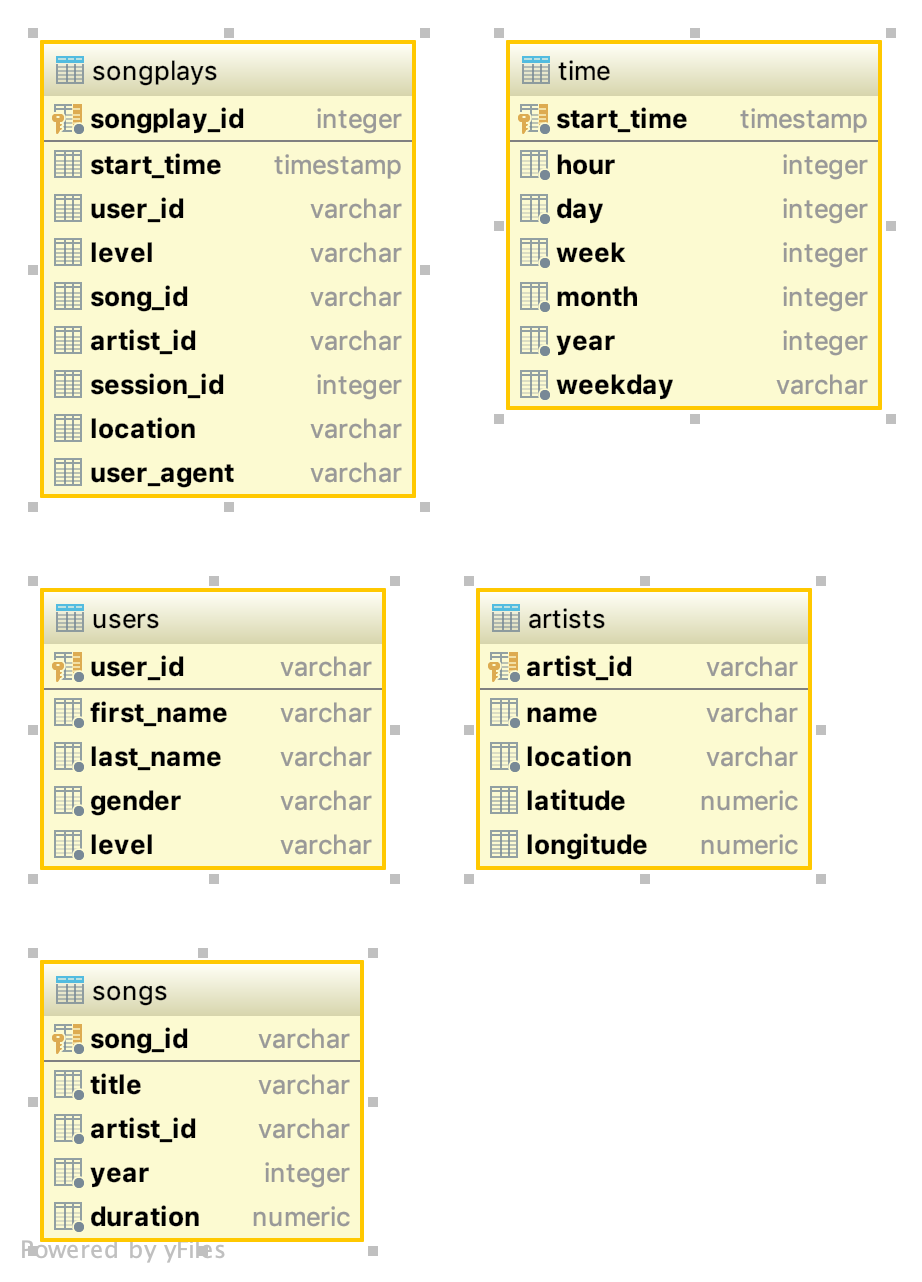 songplays
songplay_id integer
start_time timestamp
user_id varchar
level varchar
song_id varchar
artist_id varchar
session_id integer
location varchar
user_agent varchar
time
start_time timestamp
hour integer
day integer
week integer
month integer
year integer
weekday varchar
users
user_id varchar
first_name varchar
last_name varchar
gender varchar
level varchar
artists
artist_id varchar
name varchar
location varchar
latitude numeric
longitude numeric
songs
song_id varchar
title varchar
artist_id varchar
year integer
duration numeric
Powered by yFiles